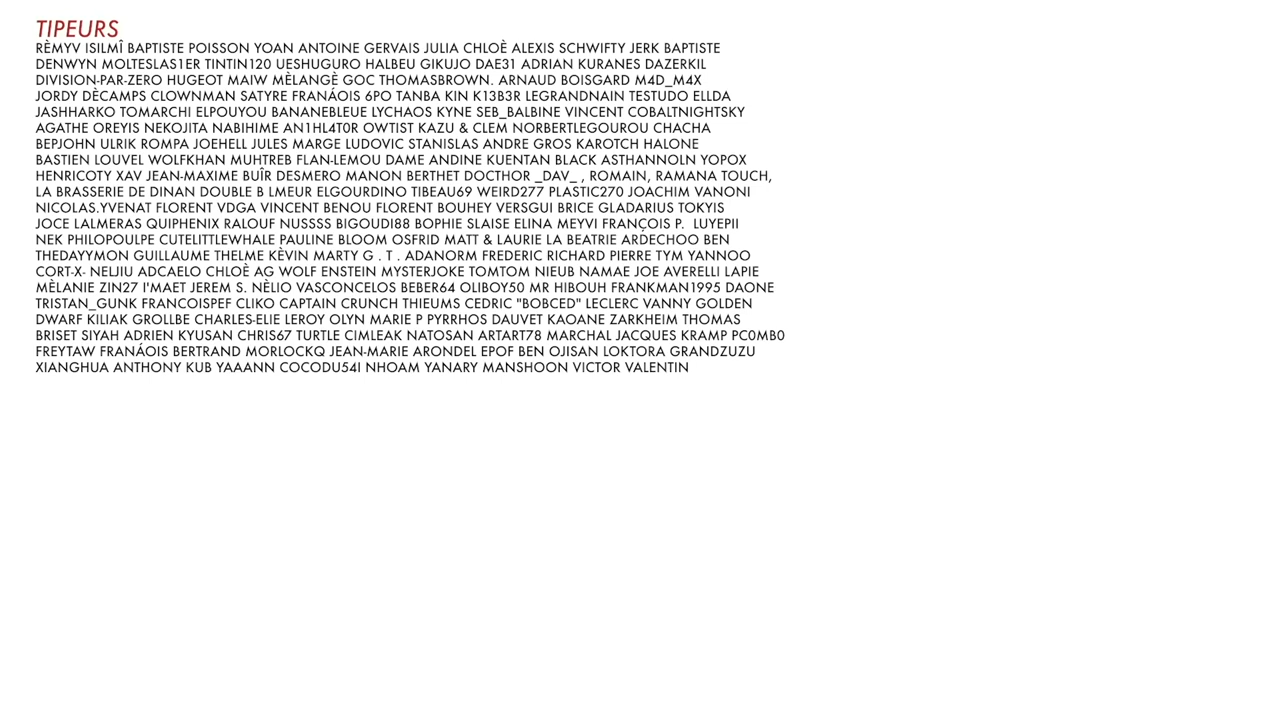 TIPEURS
RÈMYV ISILMÎ BAPTISTE POISSON YOAN ANTOINE GERVAIS JULIA CHLOÈ ALEXIS SCHWIFTY JERK BAPTISTE
DENWYN MOLTESLAS1ER TINTIN120 UESHUGURO HALBEU GIKUJO DAE31 ADRIAN KURANES DAZERKIL
DIVISION-PAR-ZERO HUGEOT MAIW MÈLANGÈ GOC THOMASBROWN. ARNAUD BOISGARD M4D_M4X
JORDY DÈCAMPS CLOWNMAN SATYRE FRANÁOIS 6PO TANBA KIN K13B3R LEGRANDNAIN TESTUDO ELLDA
JASHHARKO TOMARCHI ELPOUYOU BANANEBLEUE LYCHAOS KYNE SEB_BALBINE VINCENT COBALTNIGHTSKY
AGATHE OREYIS NEKOJITA NABIHIME AN1HL4T0R OWTIST KAZU & CLEM NORBERTLEGOUROU CHACHA
BEPJOHN ULRIK ROMPA JOEHELL JULES MARGE LUDOVIC STANISLAS ANDRE GROS KAROTCH HALONE
BASTIEN LOUVEL WOLFKHAN MUHTREB FLAN-LEMOU DAME ANDINE KUENTAN BLACK ASTHANNOLN YOPOX
HENRICOTY XAV JEAN-MAXIME BUÎR DESMERO MANON BERTHET DOCTHOR _DAV_ , ROMAIN, RAMANA TOUCH,
LA BRASSERIE DE DINAN DOUBLE B LMEUR ELGOURDINO TIBEAU69 WEIRD277 PLASTIC270 JOACHIM VANONI
NICOLAS.YVENAT FLORENT VDGA VINCENT BENOU FLORENT BOUHEY VERSGUI BRICE GLADARIUS TOKYIS
JOCE LALMERAS QUIPHENIX RALOUF NUSSSS BIGOUDI88 BOPHIE SLAISE ELINA MEYVI FRANÇOIS P. LUYEPII
NEK PHILOPOULPE CUTELITTLEWHALE PAULINE BLOOM OSFRID MATT & LAURIE LA BEATRIE ARDECHOO BEN
THEDAYYMON GUILLAUME THELME KÈVIN MARTY G . T . ADANORM FREDERIC RICHARD PIERRE TYM YANNOO
CORT-X- NELJIU ADCAELO CHLOÈ AG WOLF ENSTEIN MYSTERJOKE TOMTOM NIEUB NAMAE JOE AVERELLI LAPIE
MÈLANIE ZIN27 I'MAET JEREM S. NÈLIO VASCONCELOS BEBER64 OLIBOY50 MR HIBOUH FRANKMAN1995 DAONE
TRISTAN_GUNK FRANCOISPEF CLIKO CAPTAIN CRUNCH THIEUMS CEDRIC "BOBCED" LECLERC VANNY GOLDEN
DWARF KILIAK GROLLBE CHARLES-ELIE LEROY OLYN MARIE P PYRRHOS DAUVET KAOANE ZARKHEIM THOMAS
BRISET SIYAH ADRIEN KYUSAN CHRIS67 TURTLE CIMLEAK NATOSAN ARTART78 MARCHAL JACQUES KRAMP PC0MB0
FREYTAW FRANÁOIS BERTRAND MORLOCKQ JEAN-MARIE ARONDEL EPOF BEN OJISAN LOKTORA GRANDZUZU
XIANGHUA ANTHONY KUB YAAANN COCODU54I NHOAM YANARY MANSHOON VICTOR VALENTIN